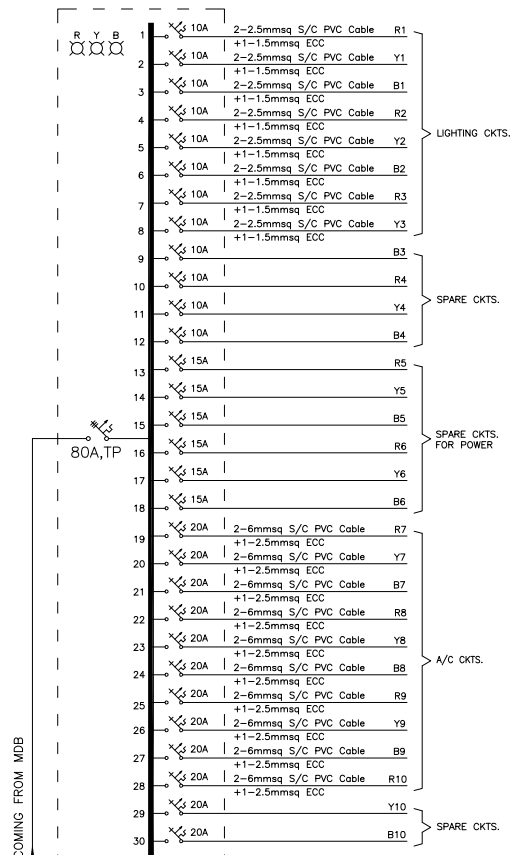 R Y B
1 10A 2-2.5mmsq S/C PVC Cable R1
+1-1.5mmsq ECC
2 10A 2-2.5mmsq S/C PVC Cable Y1
+1-1.5mmsq ECC
3 10A 2-2.5mmsq S/C PVC Cable B1
+1-1.5mmsq ECC
4 10A 2-2.5mmsq S/C PVC Cable R2
+1-1.5mmsq ECC
LIGHTING CKTS.
5 10A 2-2.5mmsq S/C PVC Cable Y2
+1-1.5mmsq ECC
6 10A 2-2.5mmsq S/C PVC Cable B2
+1-1.5mmsq ECC
7 10A 2-2.5mmsq S/C PVC Cable R3
+1-1.5mmsq ECC
8 10A 2-2.5mmsq S/C PVC Cable Y3
+1-1.5mmsq ECC
9 10A B3
10 10A R4
SPARE CKTS.
11 10A Y4
12 10A B4
13 15A R5
14 15A Y5
15 15A B5
80A,TP
SPARE CKTS.
FOR POWER
16 15A R6
17 15A Y6
18 15A B6
19 20A 2-6mmsq S/C PVC Cable R7
+1-2.5mmsq ECC
20 20A 2-6mmsq S/C PVC Cable Y7
+1-2.5mmsq ECC
21 20A 2-6mmsq S/C PVC Cable B7
+1-2.5mmsq ECC
22 20A 2-6mmsq S/C PVC Cable R8
+1-2.5mmsq ECC
23 20A 2-6mmsq S/C PVC Cable Y8
+1-2.5mmsq ECC
A/C CKTS.
24 20A 2-6mmsq S/C PVC Cable B8
+1-2.5mmsq ECC
25 20A 2-6mmsq S/C PVC Cable R9
+1-2.5mmsq ECC
26 20A 2-6mmsq S/C PVC Cable Y9
+1-2.5mmsq ECC
27 20A 2-6mmsq S/C PVC Cable B9
+1-2.5mmsq ECC
28 20A 2-6mmsq S/C PVC Cable R10
+1-2.5mmsq ECC
29 20A Y10
SPARE CKTS.
30 20A B10
COMING FROM MDB